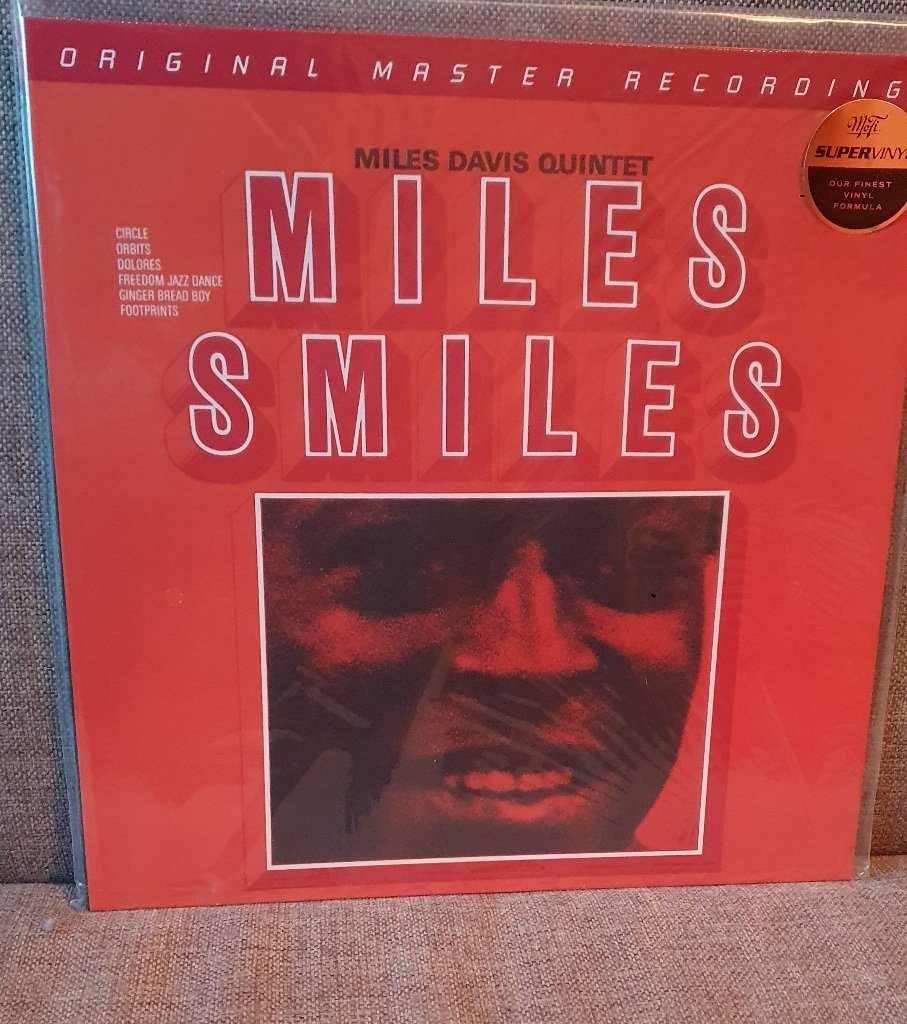 ORIGINAL MASTER RECORDING
MoFi
SUPERVINYL
OUR FINEST
VINYL
FORMULA
MILES DAVIS QUINTET
MILES
SMILES
CIRCLE
ORBITS
DOLORES
FREEDOM JAZZ DANCE
GINGER BREAD BOY
FOOTPRINTS